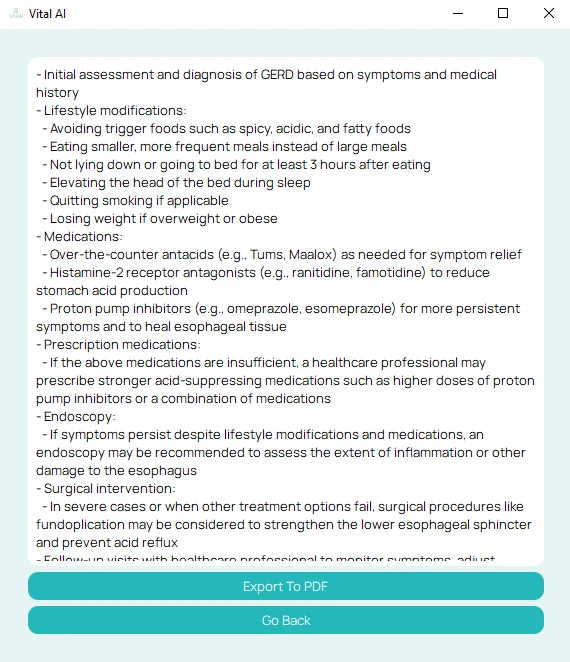 Vital AI
- Initial assessment and diagnosis of GERD based on symptoms and medical
history
- Lifestyle modifications:
- Avoiding trigger foods such as spicy, acidic, and fatty foods
- Eating smaller, more frequent meals instead of large meals
- Not lying down or going to bed for at least 3 hours after eating
- Elevating the head of the bed during sleep
- Quitting smoking if applicable
- Losing weight if overweight or obese
- Medications:
- Over-the-counter antacids (e.g., Tums, Maalox) as needed for symptom relief
- Histamine-2 receptor antagonists (e.g., ranitidine, famotidine) to reduce
stomach acid production
- Proton pump inhibitors (e.g., omeprazole, esomeprazole) for more persistent
symptoms and to heal esophageal tissue
- Prescription medications:
- If the above medications are insufficient, a healthcare professional may
prescribe stronger acid-suppressing medications such as higher doses of proton
pump inhibitors or a combination of medications
- Endoscopy:
- If symptoms persist despite lifestyle modifications and medications, an
endoscopy may be recommended to assess the extent of inflammation or other
damage to the esophagus
- Surgical intervention:
- In severe cases or when other treatment options fail, surgical procedures like
fundoplication may be considered to strengthen the lower esophageal sphincter
and prevent acid reflux
- Follow-up visits with healthcare professional to monitor symptoms, adjust
Export To PDF
Go Back